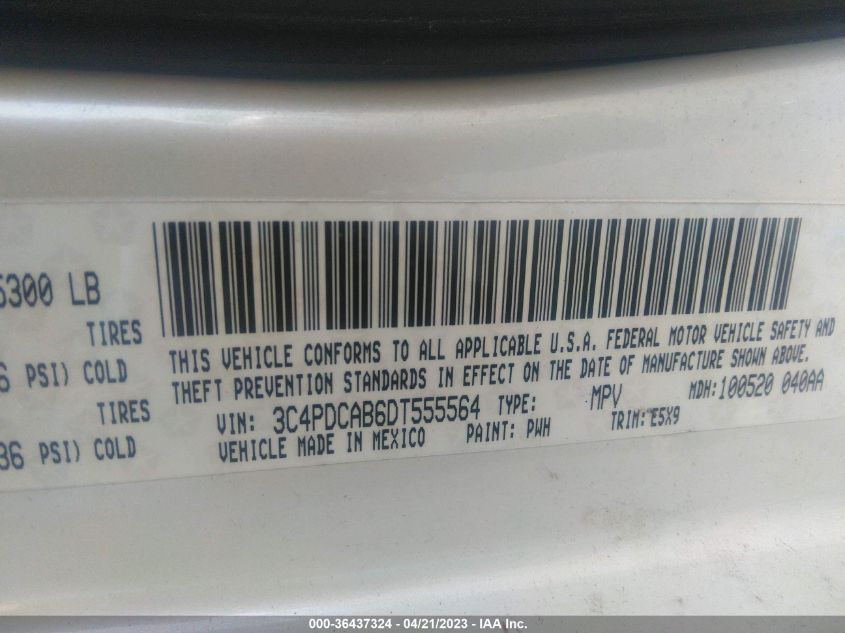 5300 LB
TIRES
6 PSI) COLD
TIRES
36 PSI) COLD
THIS VEHICLE CONFORMS TO ALL APPLICABLE U.S.A. FEDERAL MOTOR VEHICLE SAFETY AND
THEFT PREVENTION STANDARDS IN EFFECT ON THE DATE OF MANUFACTURE SHOWN ABOVE.
VIN: 3C4PDCAB6DT555564 TYPE: MPV MDH:100520 040AA
VEHICLE MADE IN MEXICO PAINT: PWH TRIM: E5X9
000-36437324 - 04/21/2023 - IAA Inc.